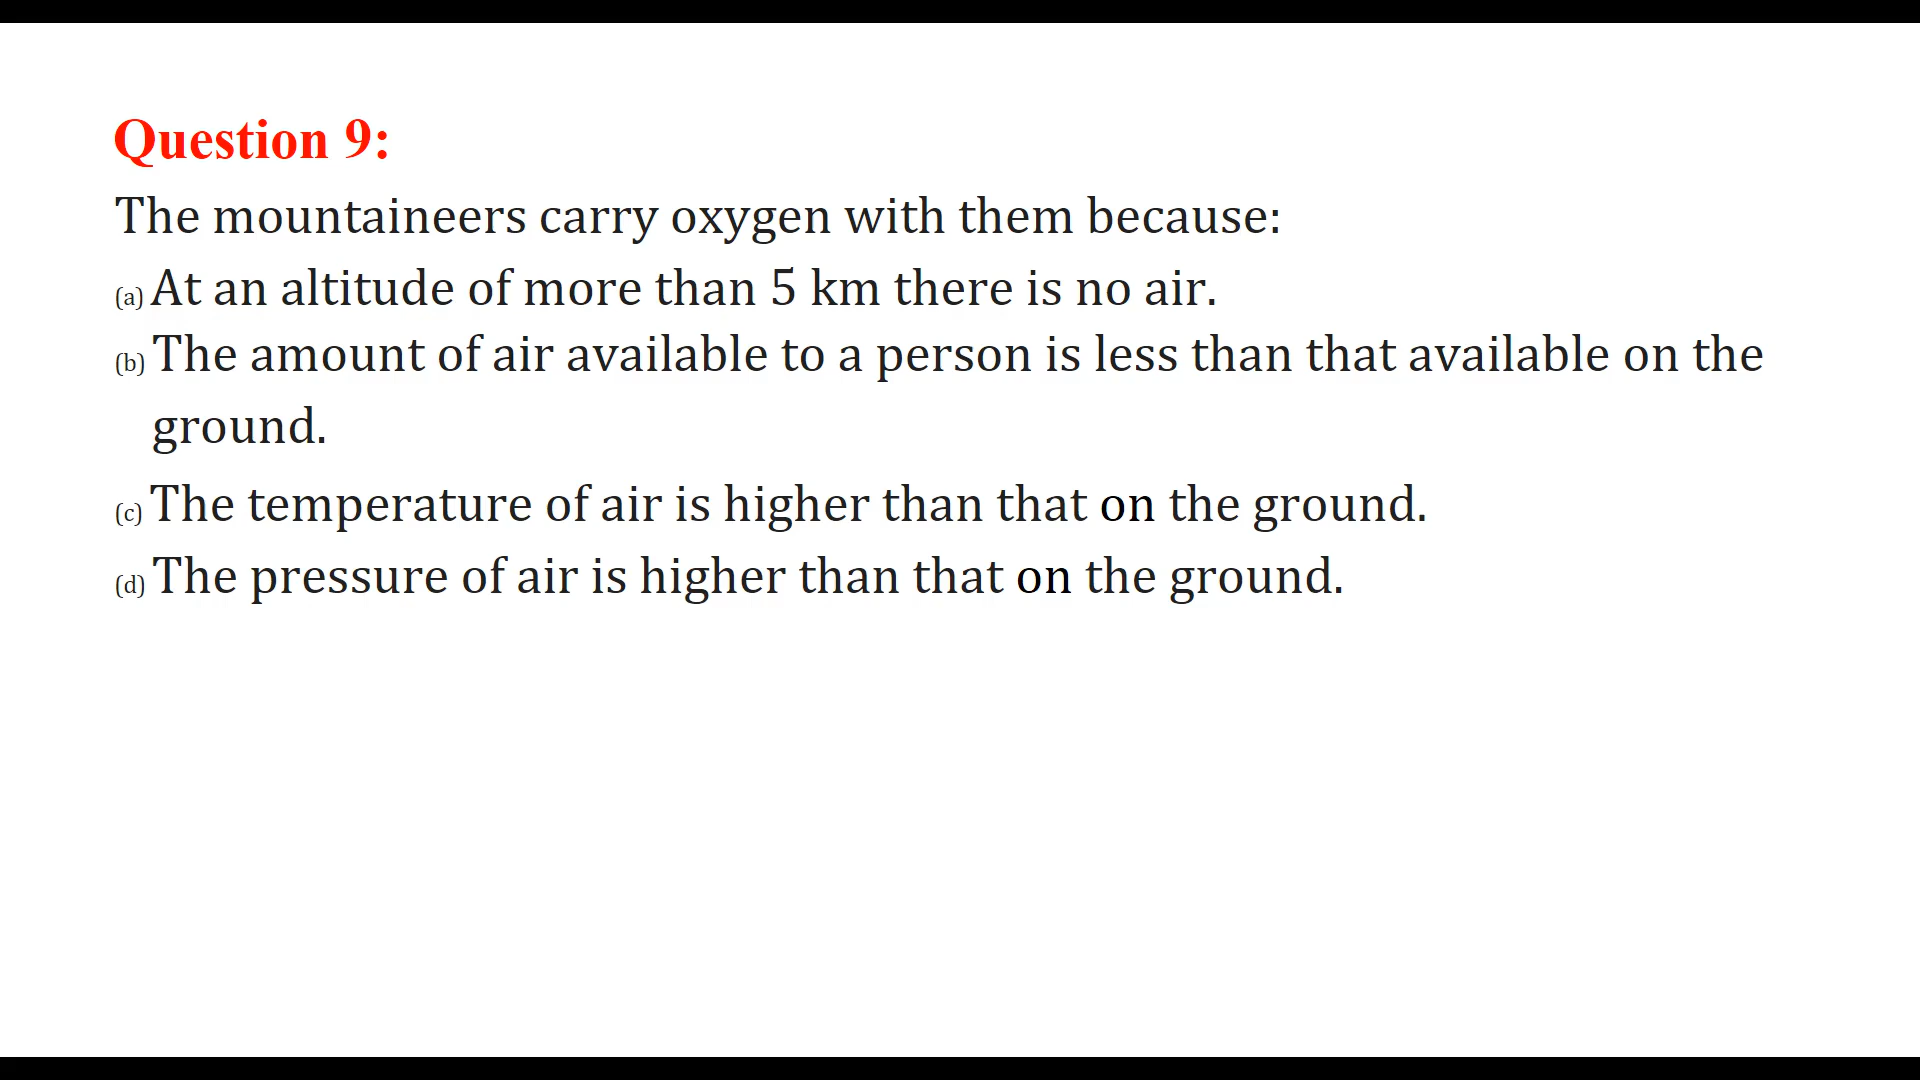 Question 9:
The mountaineers carry oxygen with them because:
(a) At an altitude of more than 5 km there is no air.
(b) The amount of air available to a person is less than that available on the
ground.
(c) The temperature of air is higher than that on the ground.
(d) The pressure of air is higher than that on the ground.